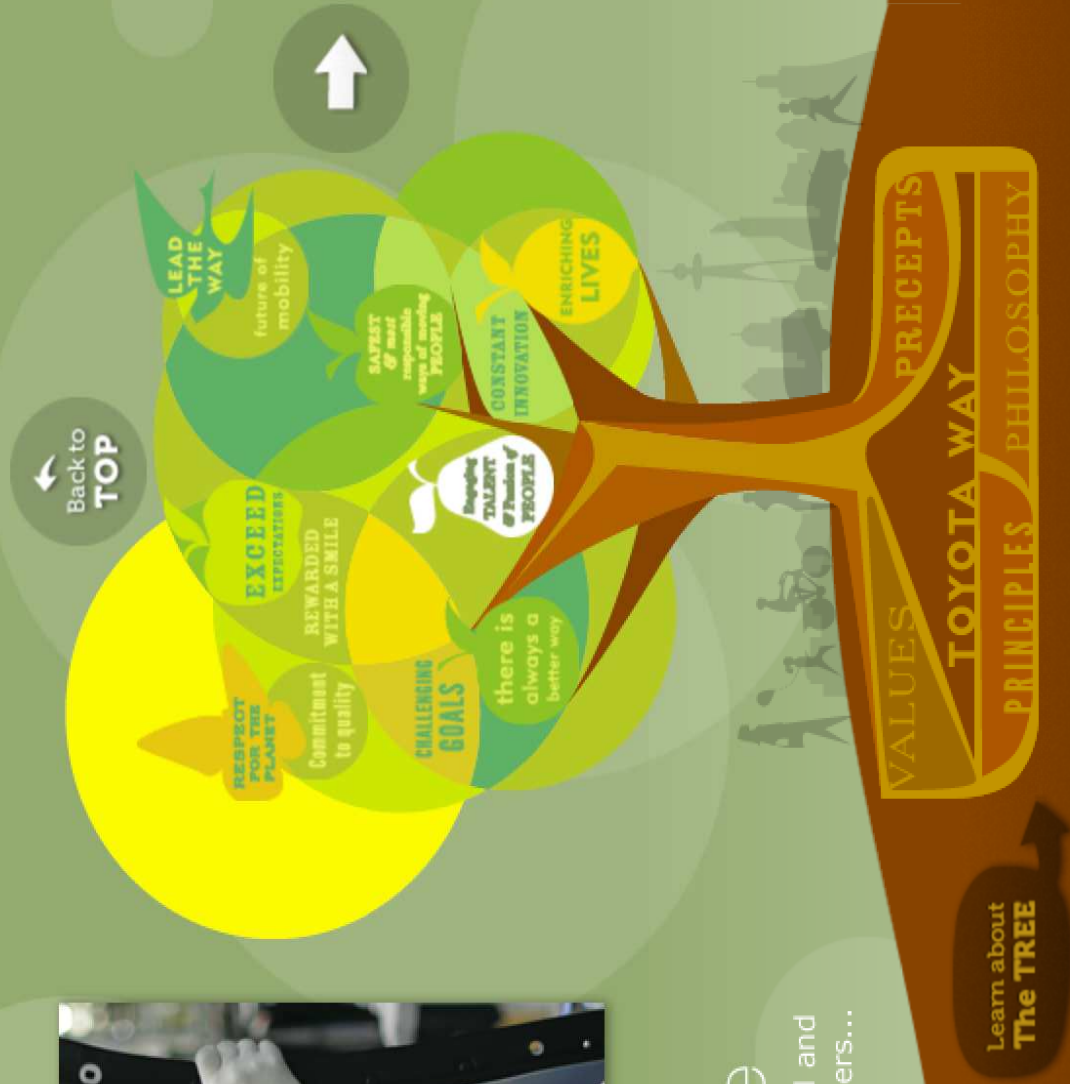 Back to
TOP
LEAD
THE
WAY
future of
mobility
EXCEED
EXPECTATIONS
REWARDED
WITH A SMILE
RESPECT
FOR THE
PLANET
Commitment
to quality
SAFEST
& most
responsible
ways of moving
PEOPLE
CHALLENGING
GOALS
Engaging
TALENT
& Passion of
PEOPLE
CONSTANT
INNOVATION
ENRICHING
LIVES
there is
always a
better way
e
l and
ers...
VALUES
TOYOTA WAY
PRECEPTS
PRINCIPLES
PHILOSOPHY
Learn about
The TREE